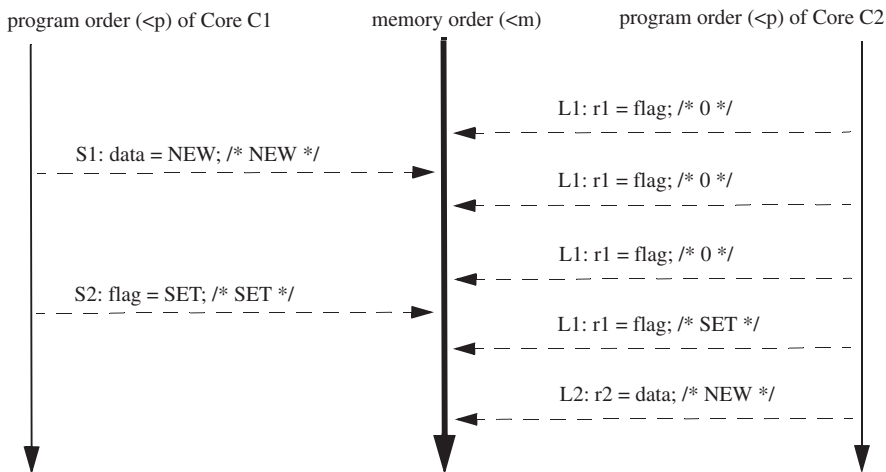 program order (<p) of Core C1
memory order (<m)
program order (<p) of Core C2
L1: r1 = flag; /* 0 */
S1: data = NEW; /* NEW */
L1: r1 = flag; /* 0 */
L1: r1 = flag; /* 0 */
S2: flag = SET; /* SET */
L1: r1 = flag; /* SET */
L2: r2 = data; /* NEW */